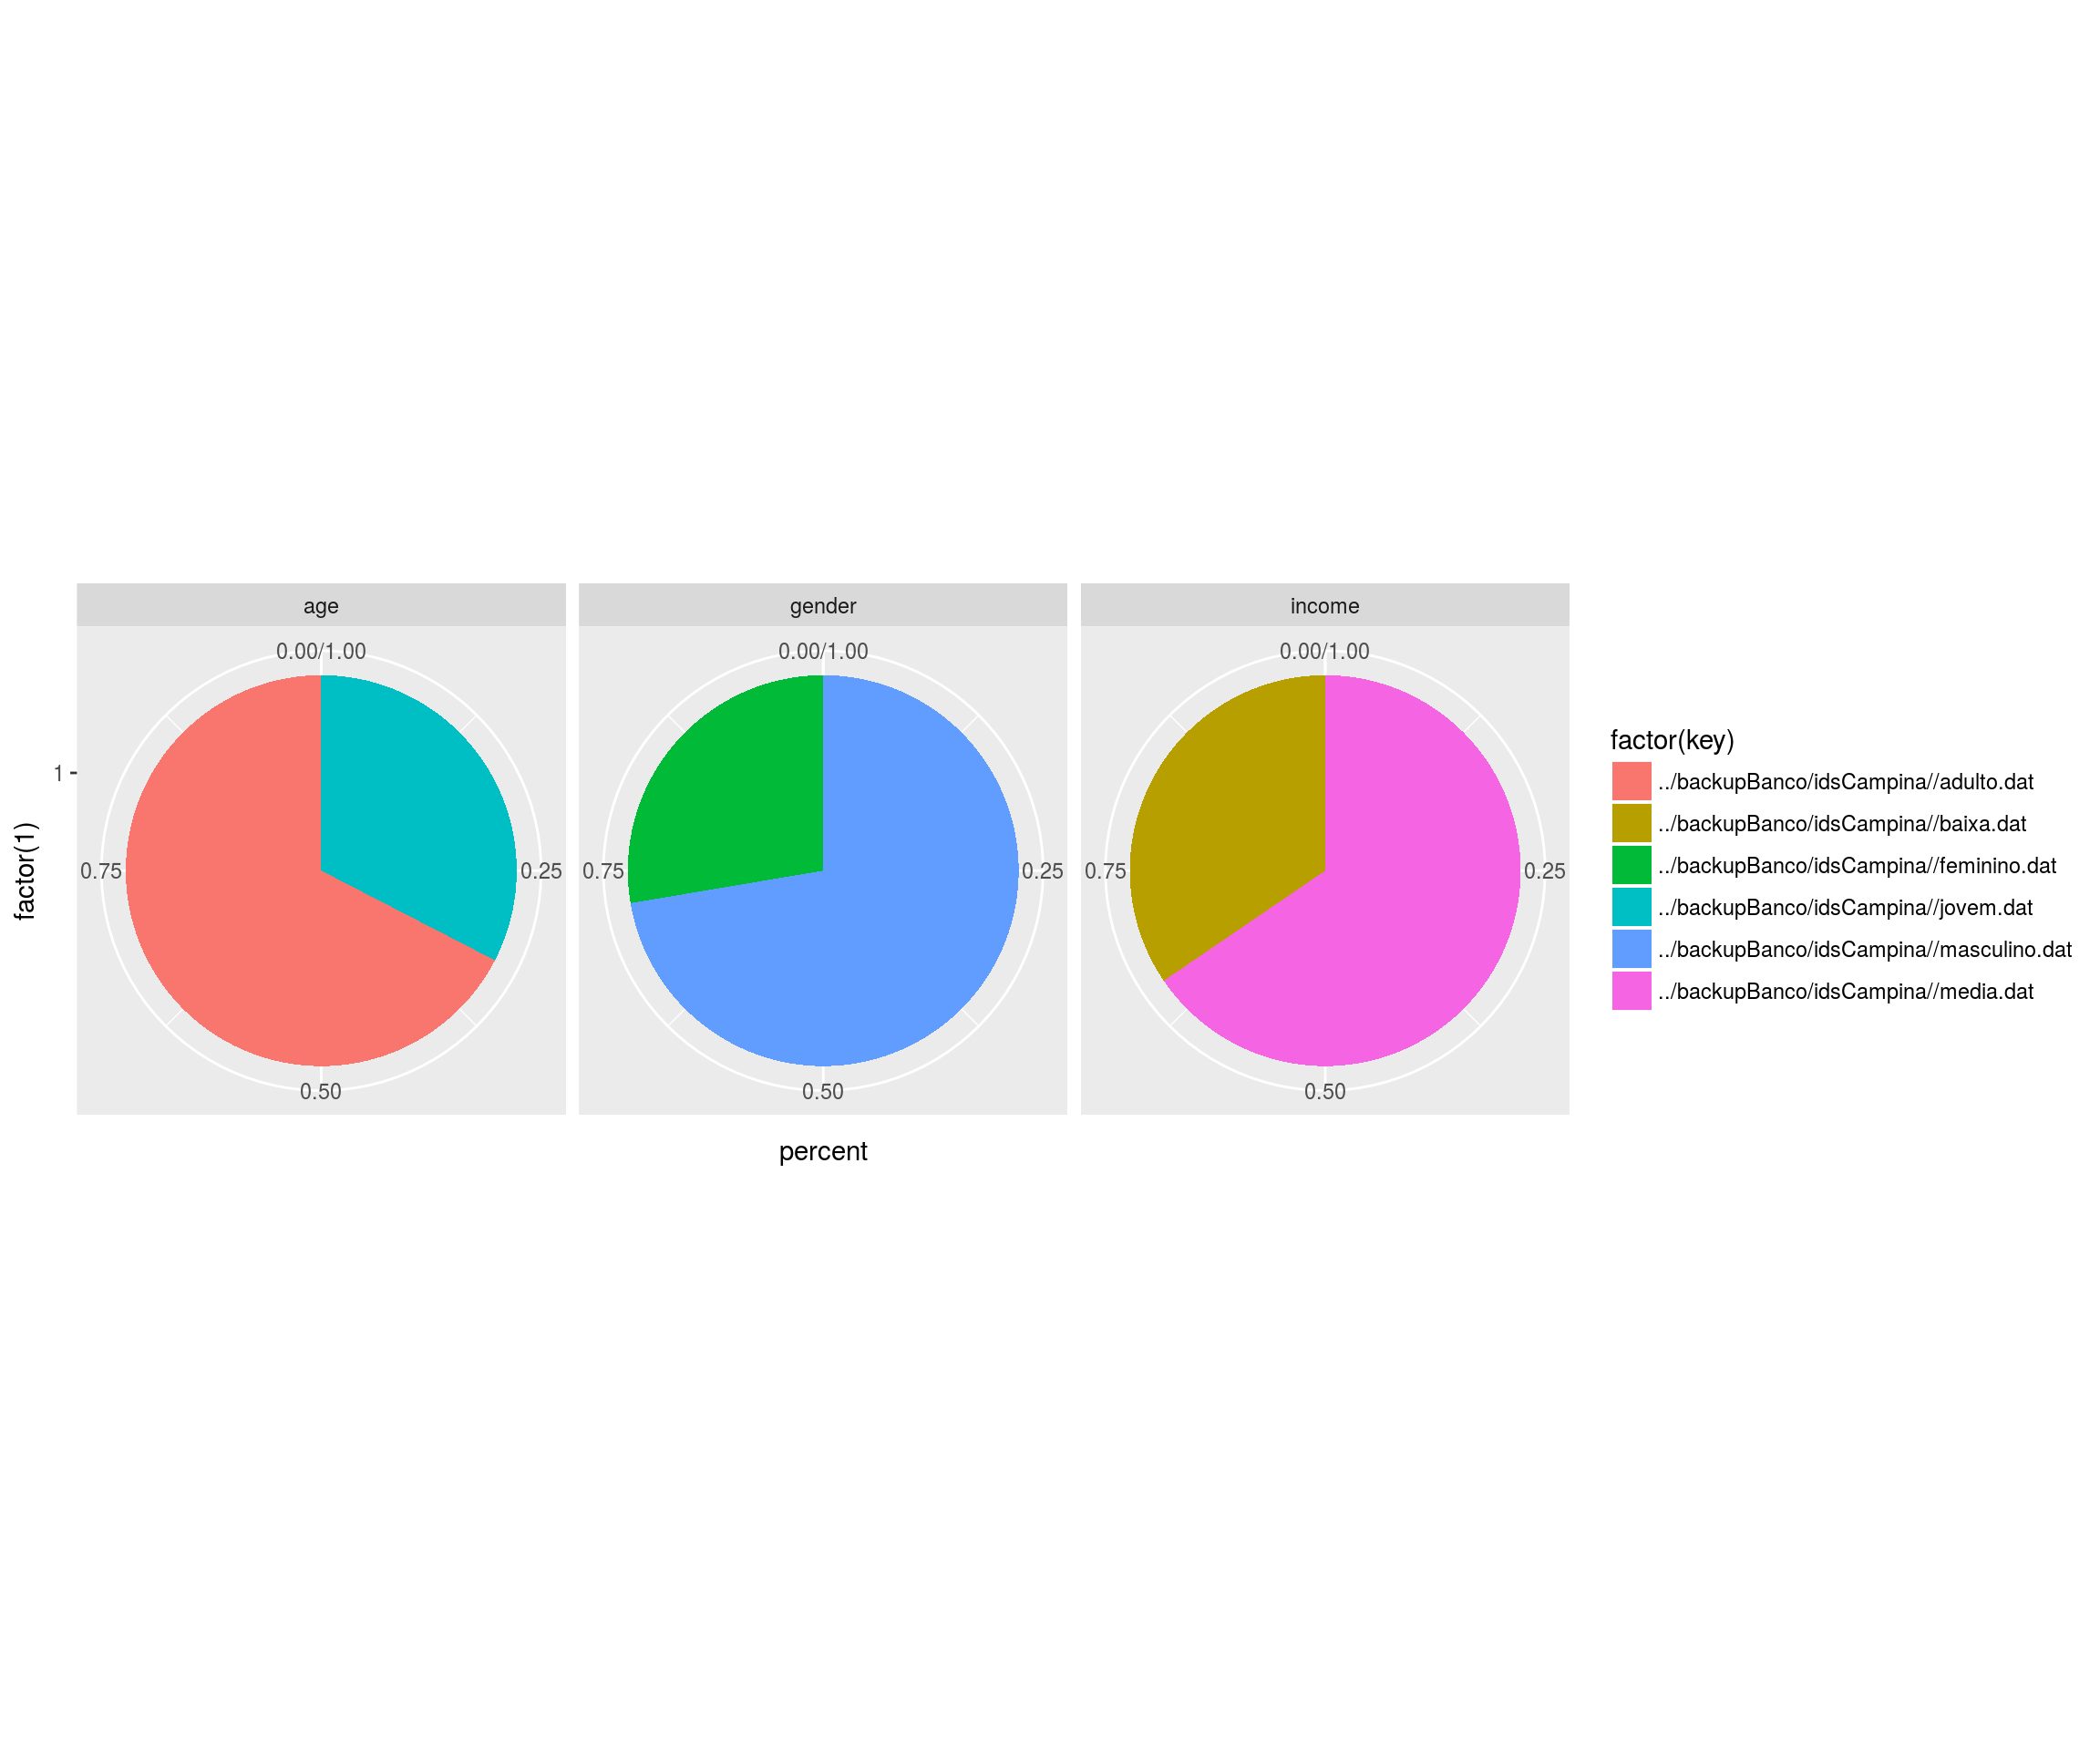 age
gender
income
0.00/1.00
0.00/1.00
0.00/1.00
0.75
0.25
0.75
0.25
0.75
0.25
0.50
0.50
0.50
1
factor(1)
percent
factor(key)
../backupBanco/idsCampina//adulto.dat
../backupBanco/idsCampina//baixa.dat
../backupBanco/idsCampina//feminino.dat
../backupBanco/idsCampina//jovem.dat
../backupBanco/idsCampina//masculino.dat
../backupBanco/idsCampina//media.dat